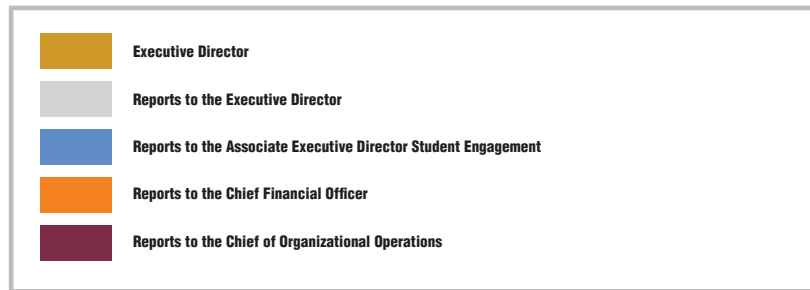 Executive Director
Reports to the Executive Director
Reports to the Associate Executive Director Student Engagement
Reports to the Chief Financial Officer
Reports to the Chief of Organizational Operations